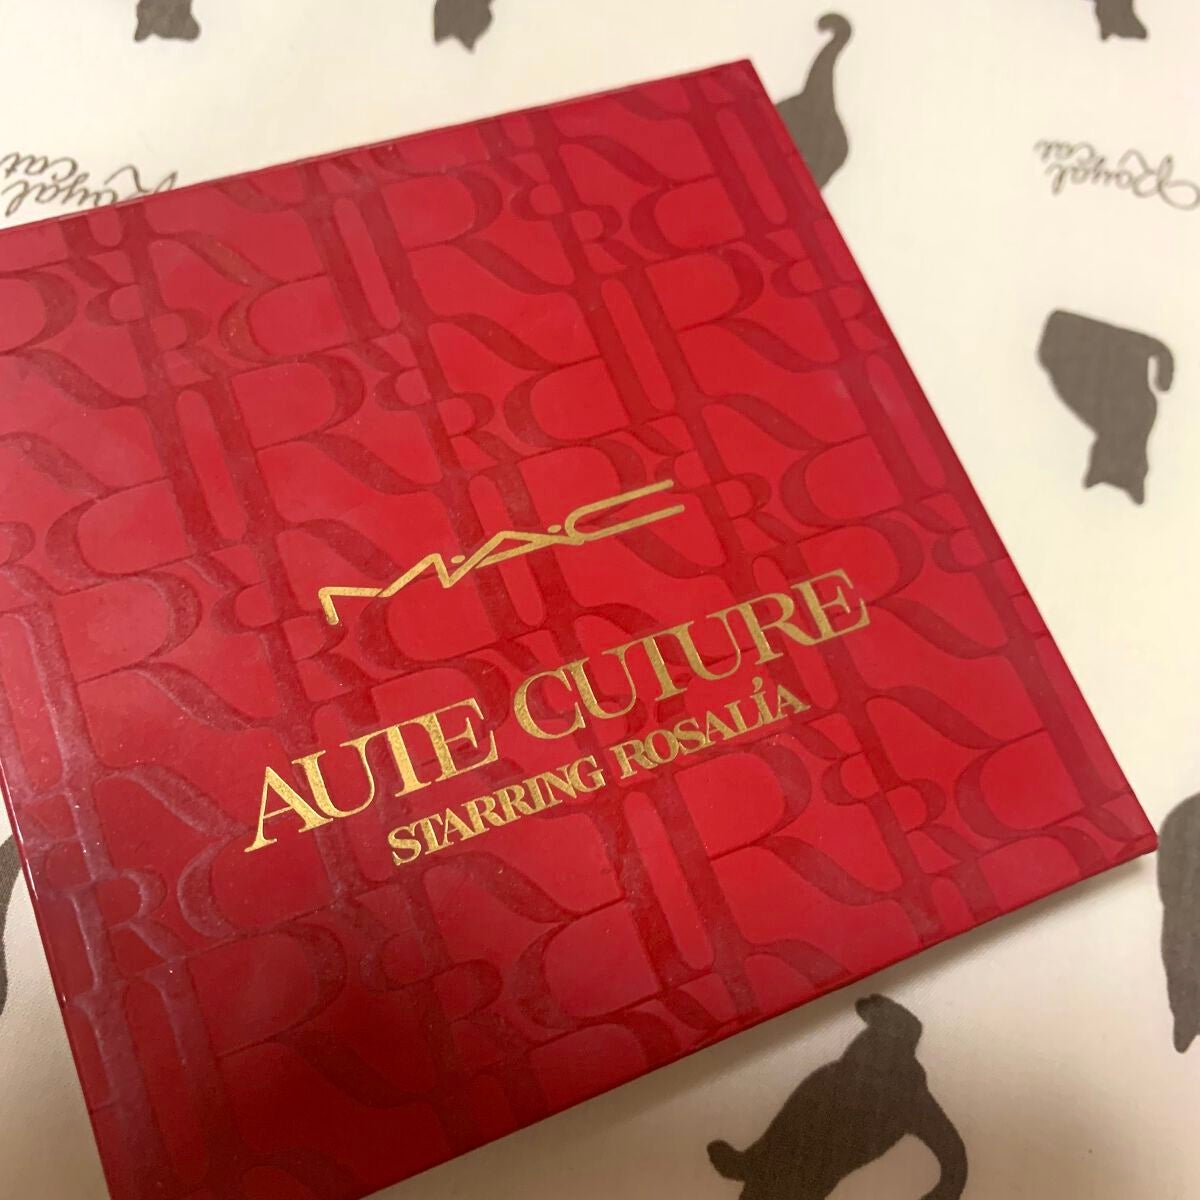 M·A·C
AUTE CUTURE
STARRING ROSALÍA
Royal
cat
Royal
cat